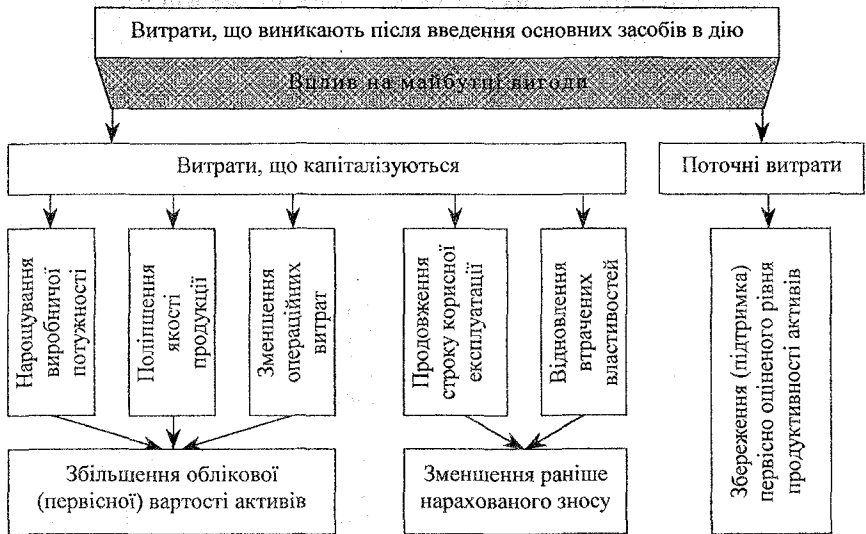 Витрати, що виникають після введення основних засобів в дію
Вплив на майбутні вигоди
Витрати, що капіталізуються
Поточні витрати
Нарощування
виробничої
потужності
Поліпшення
якості
продукції
Зменшення
операційних
витрат
Продовження
строку корисної
експлуатації
Відновлення
втрачених
властивостей
Збереження (підтримка)
первісно оціненого рівня
продуктивності активів
Збільшення облікової
(первісної) вартості активів
Зменшення раніше
нарахованого зносу